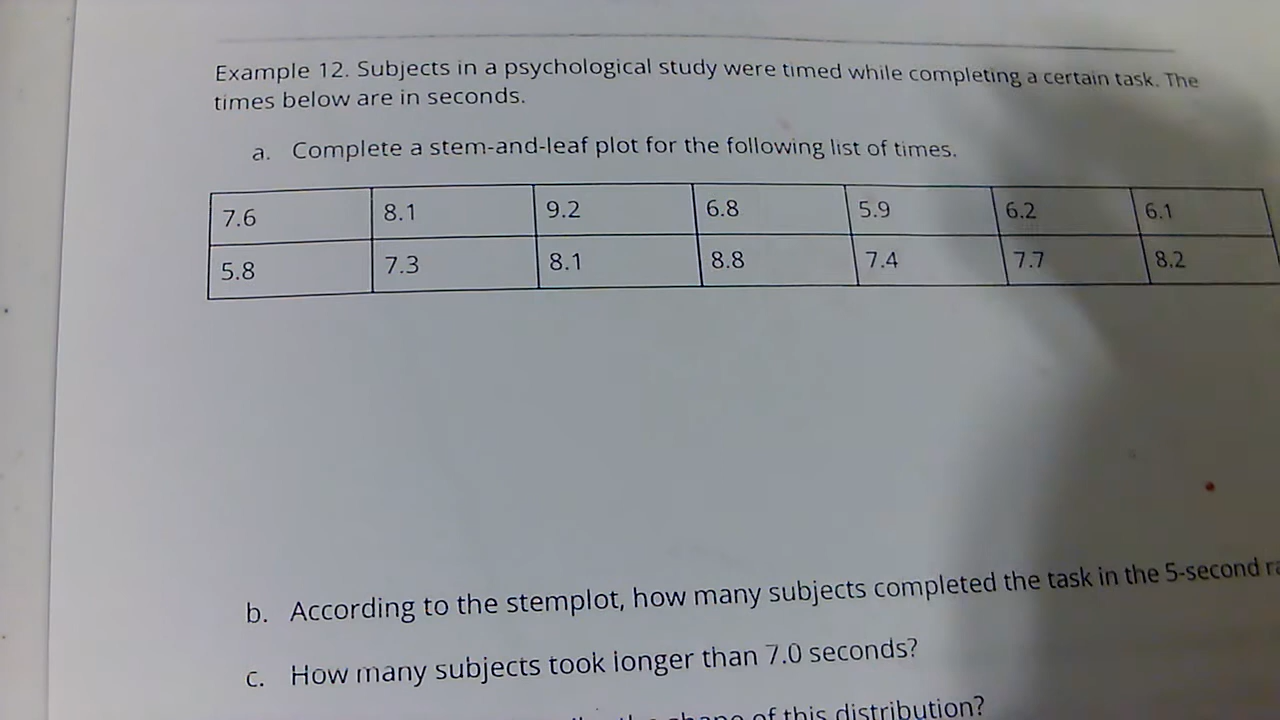 Example 12. Subjects in a psychological study were timed while completing a certain task. The
times below are in seconds.
a. Complete a stem-and-leaf plot for the following list of times.
7.6 8.1 9.2 6.8 5.9 6.2 6.1
5.8 7.3 8.1 8.8 7.4 7.7 8.2
b. According to the stemplot, how many subjects completed the task in the 5-second
c. How many subjects took longer than 7.0 seconds?
of this distribution?